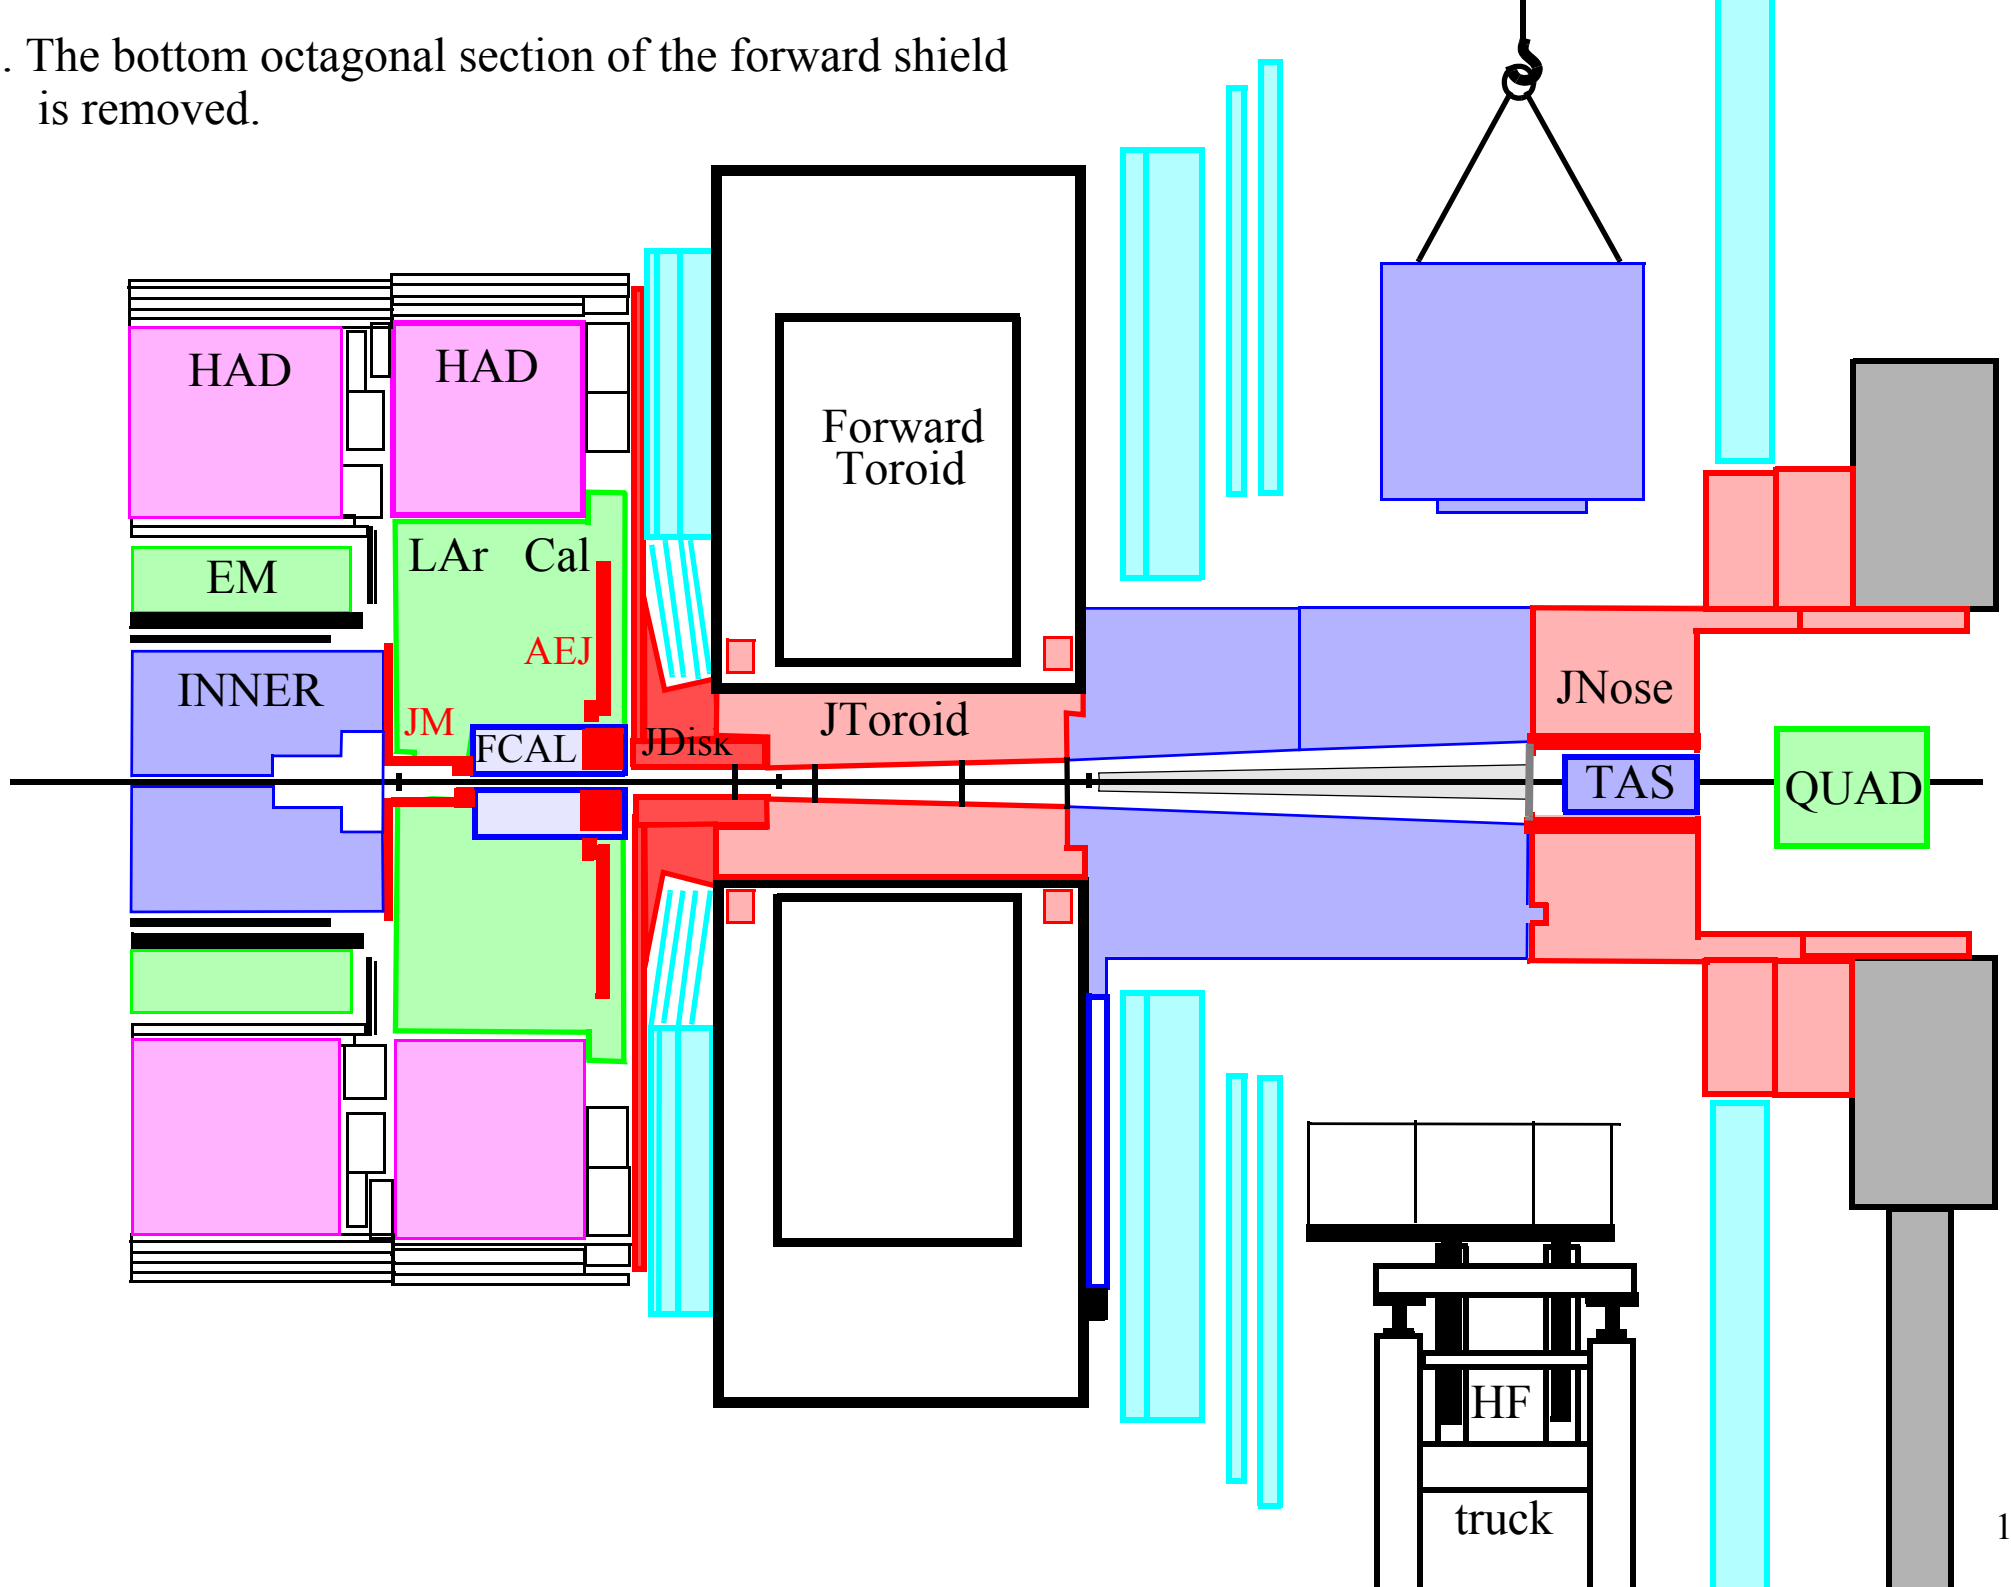 . The bottom octagonal section of the forward shield
is removed.
HAD
HAD
Forward
Toroid
LAr Cal
EM
AEJ
INNER
JM
JNose
JToroid
FCAL
JDisk
TAS
QUAD
HF
truck
1